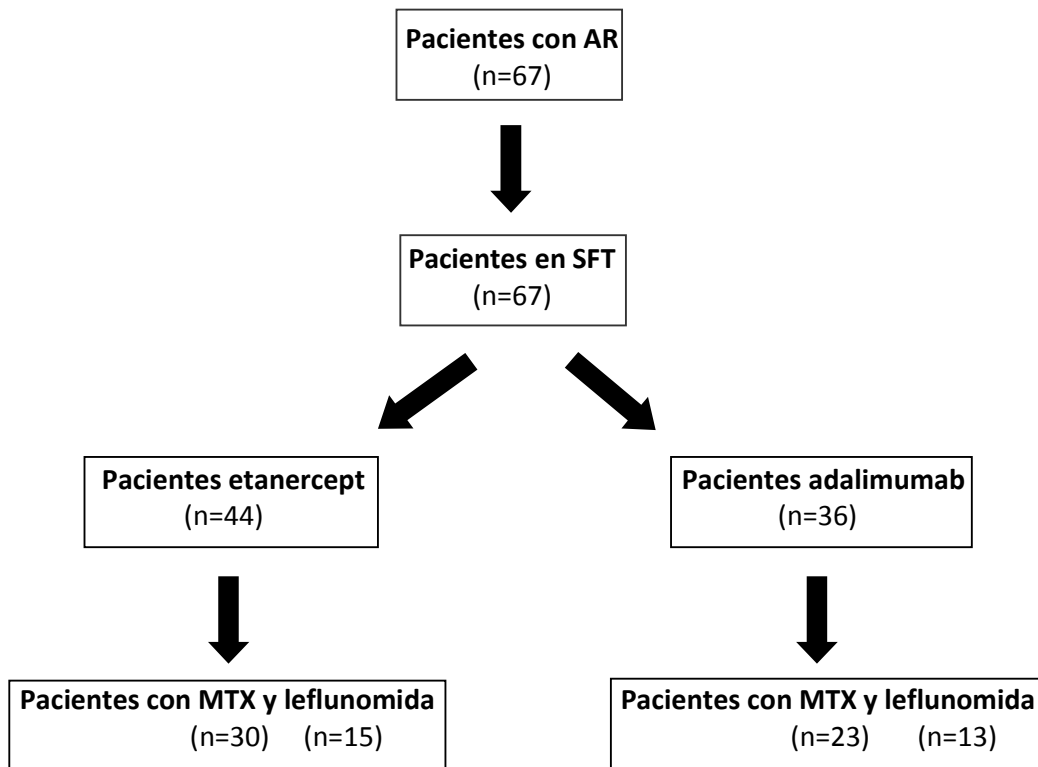 Pacientes con AR
(n=67)
Pacientes en SFT
(n=67)
Pacientes etanercept
(n=44)
Pacientes adalimumab
(n=36)
Pacientes con MTX y leflunomida
(n=30) (n=15)
Pacientes con MTX y leflunomida
(n=23) (n=13)